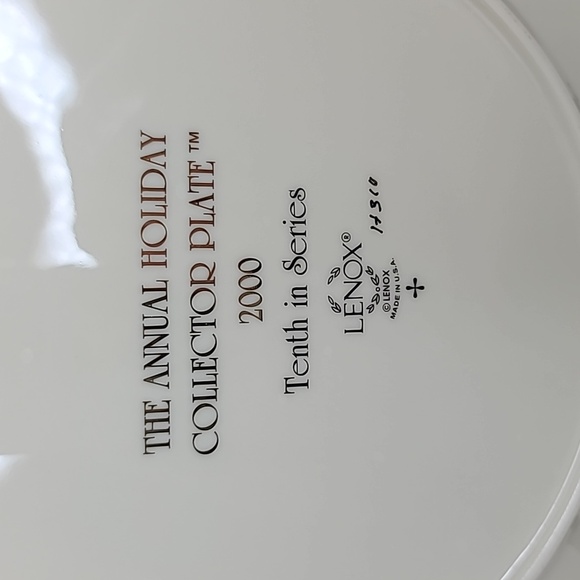 THE ANNUAL HOLIDAY
COLLECTOR PLATE™
2000
Tenth in Series
LENOX®
© LENOX
MADE IN U.S.A.